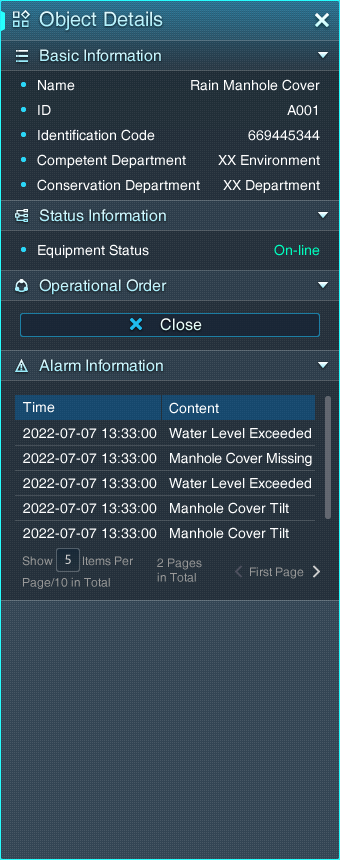 Object Details
Basic Information
Name Rain Manhole Cover
ID A001
Identification Code 669445344
Competent Department XX Environment
Conservation Department XX Department
Status Information
Equipment Status On-line
Operational Order
Close
Alarm Information
Time Content
2022-07-07 13:33:00 Water Level Exceeded
2022-07-07 13:33:00 Manhole Cover Missing
2022-07-07 13:33:00 Water Level Exceeded
2022-07-07 13:33:00 Manhole Cover Tilt
2022-07-07 13:33:00 Manhole Cover Tilt
Show 5 Items Per
Page/10 in Total
2 Pages
in Total
First Page